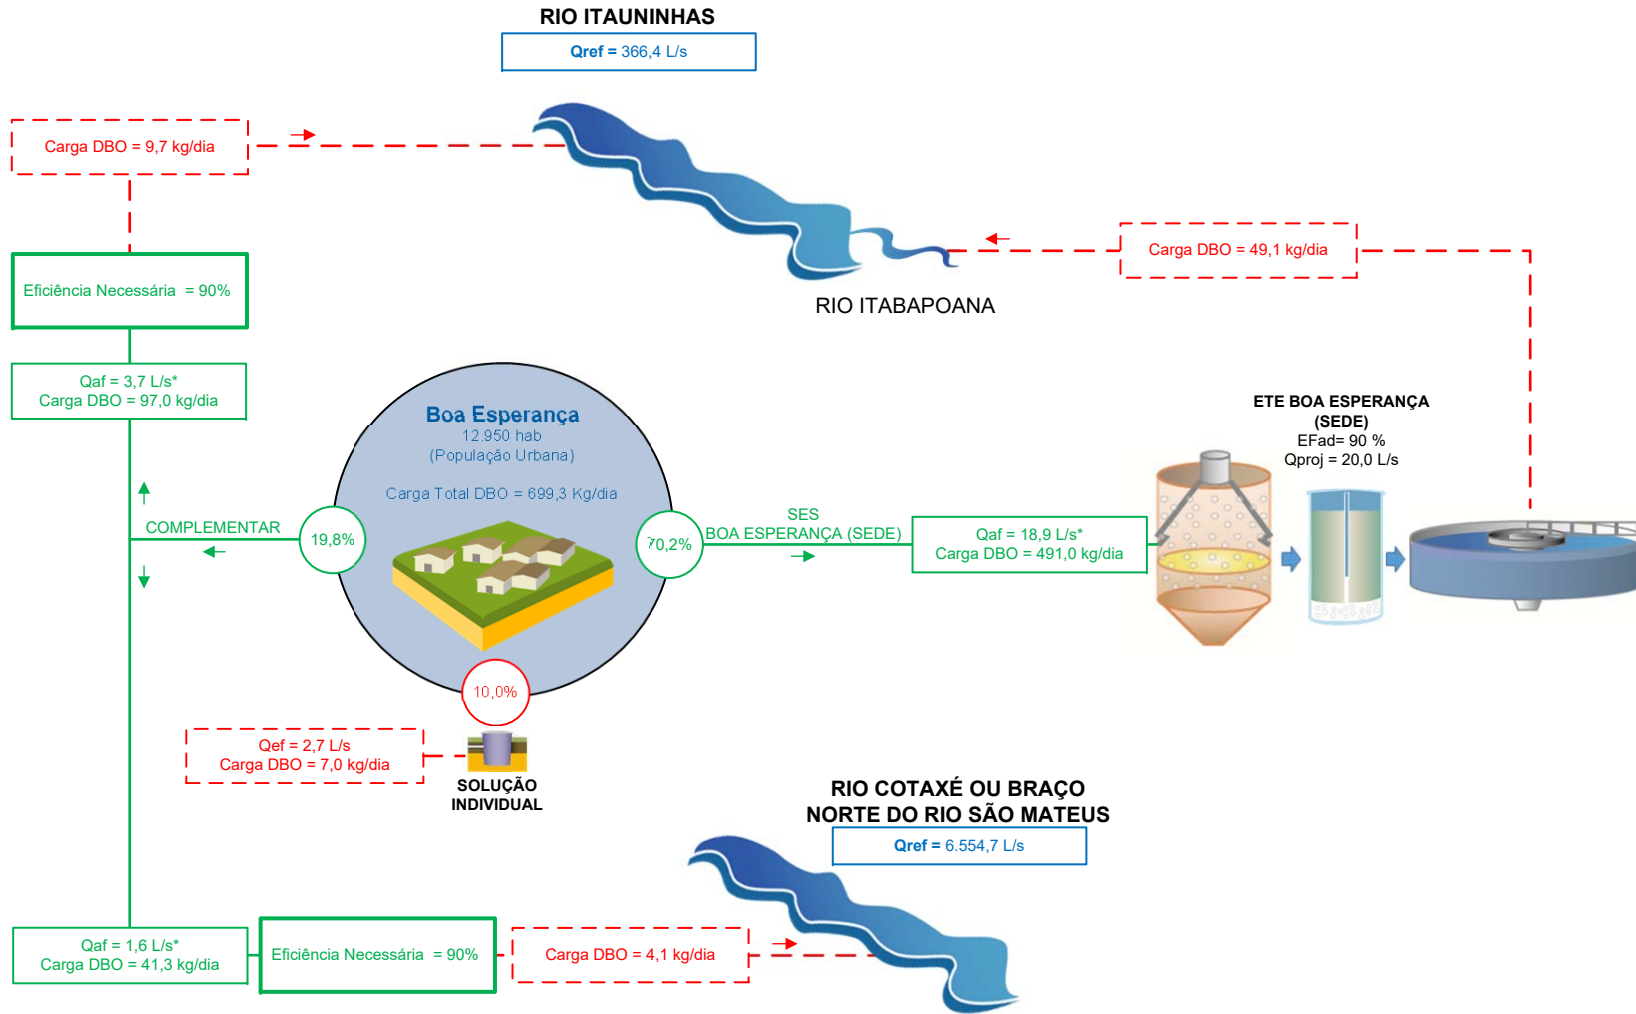 RIO ITAUNINHAS
Qref = 366,4 L/s
Carga DBO = 9,7 kg/dia
Carga DBO = 49,1 kg/dia
Eficiência Necessária = 90%
RIO ITABAPOANA
Qaf = 3,7 L/s*
Carga DBO = 97,0 kg/dia
Boa Esperança
12.950 hab
(População Urbana)
Carga Total DBO = 699,3 Kg/dia
ETE BOA ESPERANÇA
(SEDE)
EFad= 90 %
Qproj = 20,0 L/s
COMPLEMENTAR
19,8%
70,2%
SES
BOA ESPERANÇA (SEDE)
Qaf = 18,9 L/s*
Carga DBO = 491,0 kg/dia
10,0%
Qef = 2,7 L/s
Carga DBO = 7,0 kg/dia
SOLUÇÃO
INDIVIDUAL
RIO COTAXÉ OU BRAÇO
NORTE DO RIO SÃO MATEUS
Qref = 6.554,7 L/s
Qaf = 1,6 L/s*
Carga DBO = 41,3 kg/dia
Eficiência Necessária = 90%
Carga DBO = 4,1 kg/dia